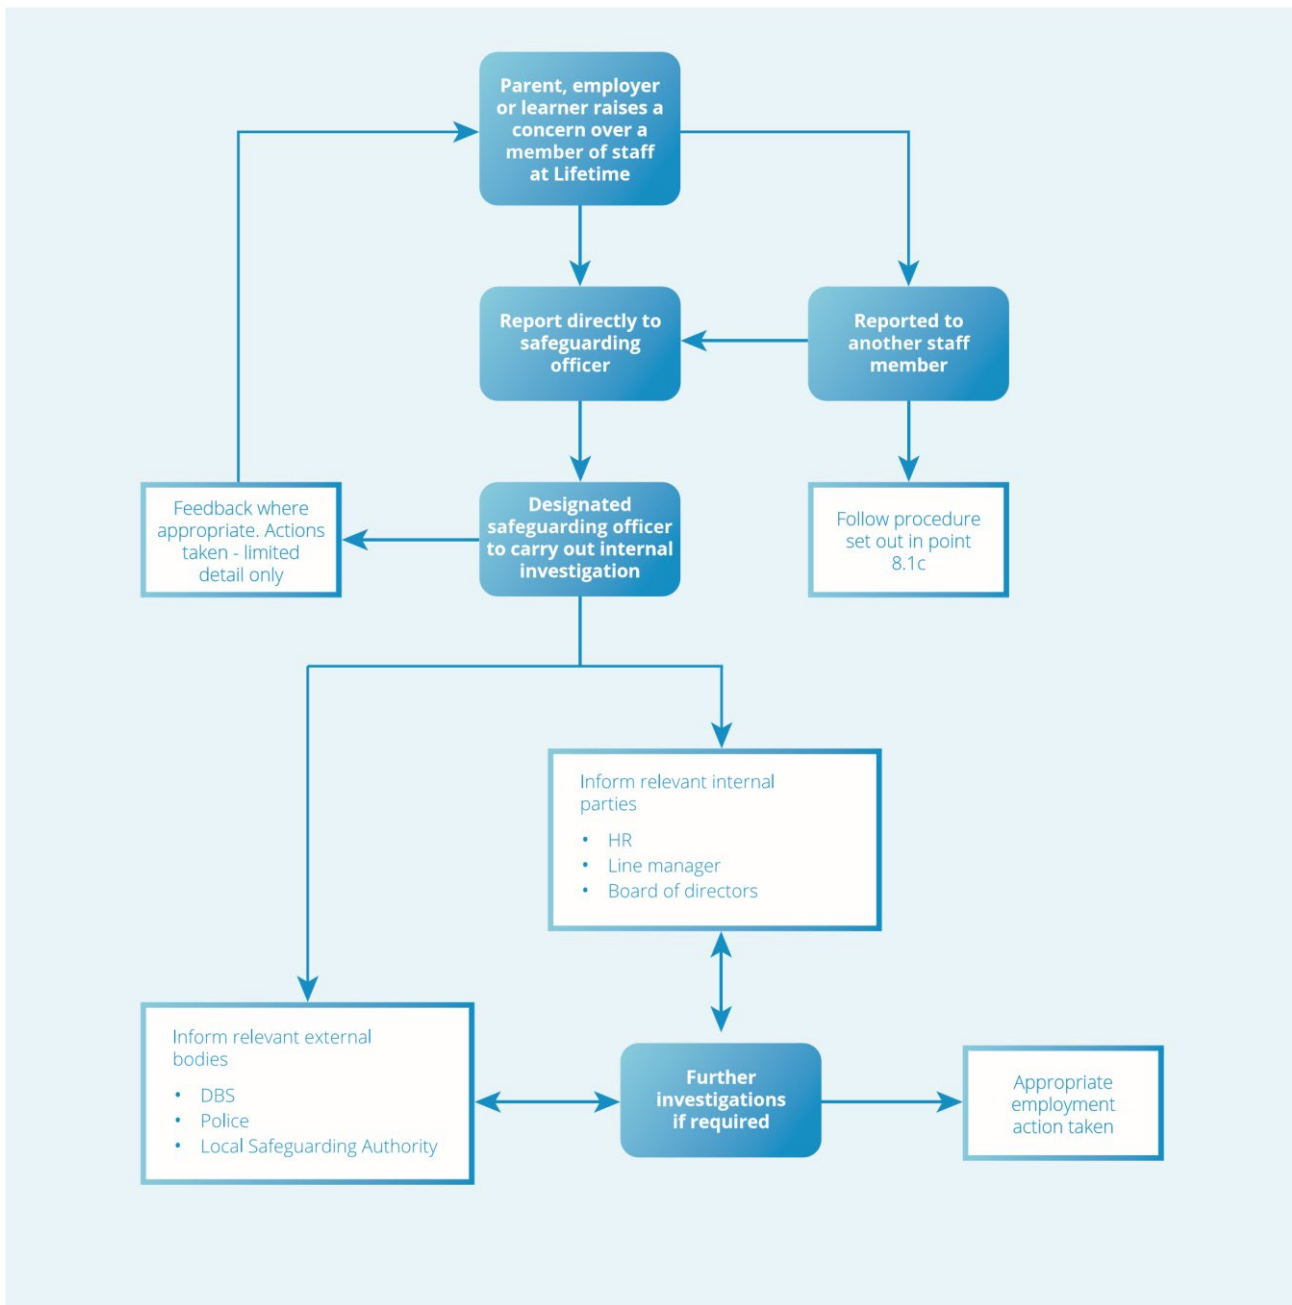 Parent, employer
or learner raises a
concern over a
member of staff
at Lifetime
Report directly to
safeguarding
officer
Reported to
another staff
member
Feedback where
appropriate. Actions
taken - limited
detail only
Designated
safeguarding officer
to carry out internal
investigation
Follow procedure
set out in point
8.1c
Inform relevant internal
parties
• HR
• Line manager
• Board of directors
Inform relevant external
bodies
• DBS
• Police
• Local Safeguarding Authority
Further
investigations
if required
Appropriate
employment
action taken